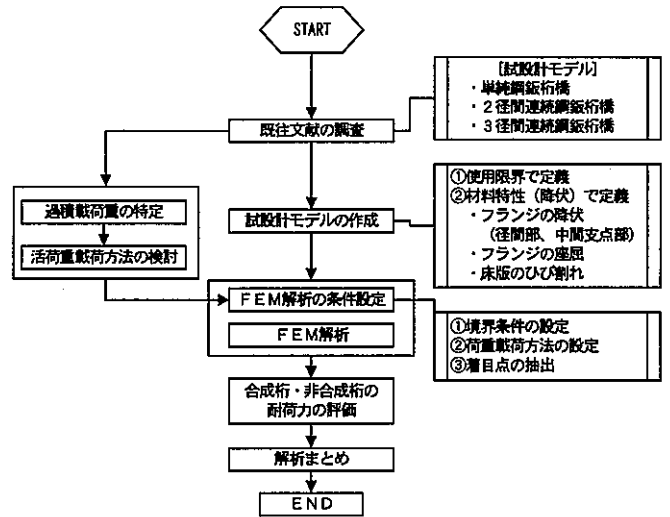 START
[試設計モデル]
・単純鋼鈑桁橋
・２径間連続鋼鈑桁橋
・３径間連続鋼鈑桁橋
既往文献の調査
過積載荷重の特定
活荷重載荷方法の検討
試設計モデルの作成
①使用限界で定義
②材料特性（降伏）で定義
・フランジの降伏
（径間部、中間支点部）
・フランジの座屈
・床版のひび割れ
ＦＥＭ解析の条件設定
ＦＥＭ解析
①境界条件の設定
②荷重載荷方法の設定
③着目点の抽出
合成桁・非合成桁の
耐荷力の評価
解析まとめ
ＥＮＤ